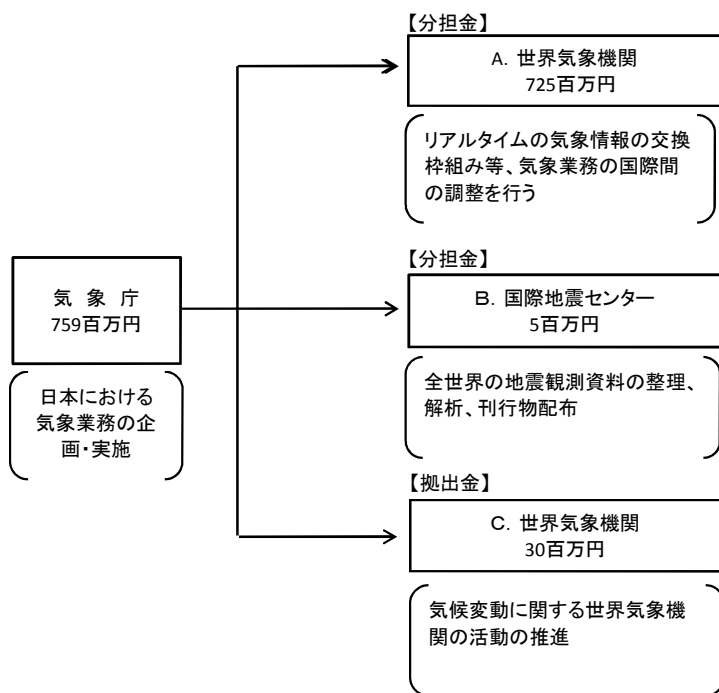 【分担金】
A. 世界気象機関
725百万円
リアルタイムの気象情報の交換
枠組み等、気象業務の国際間
の調整を行う
気 象 庁
759百万円
日本における
気象業務の企
画・実施
【分担金】
B. 国際地震センター
5百万円
全世界の地震観測資料の整理、
解析、刊行物配布
【拠出金】
C. 世界気象機関
30百万円
気候変動に関する世界気象機
関の活動の推進